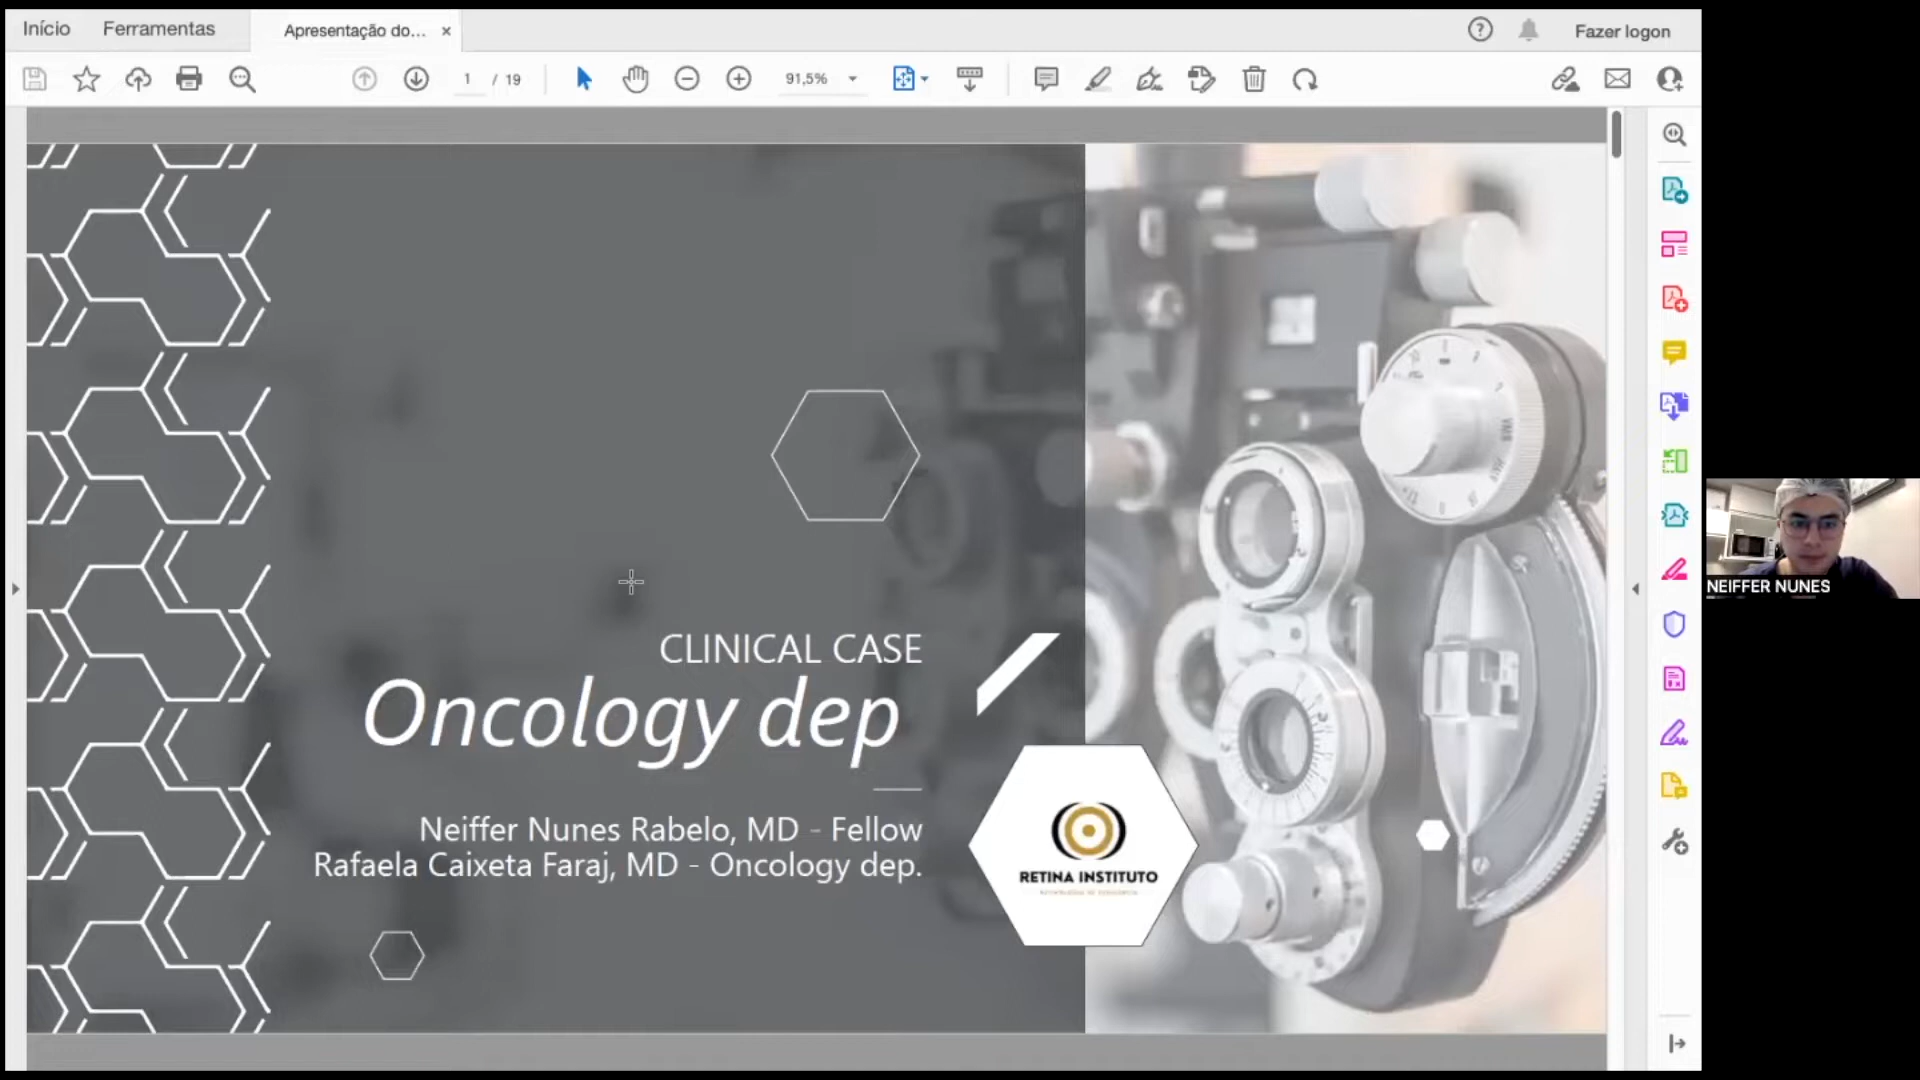 Início
Ferramentas
Apresentação do...
Fazer logon
1 / 19
91,5%
CLINICAL CASE
Oncology dep
Neiffer Nunes Rabelo, MD - Fellow
Rafaela Caixeta Faraj, MD - Oncology dep.
RETINA INSTITUTO
NEIFFER NUNES